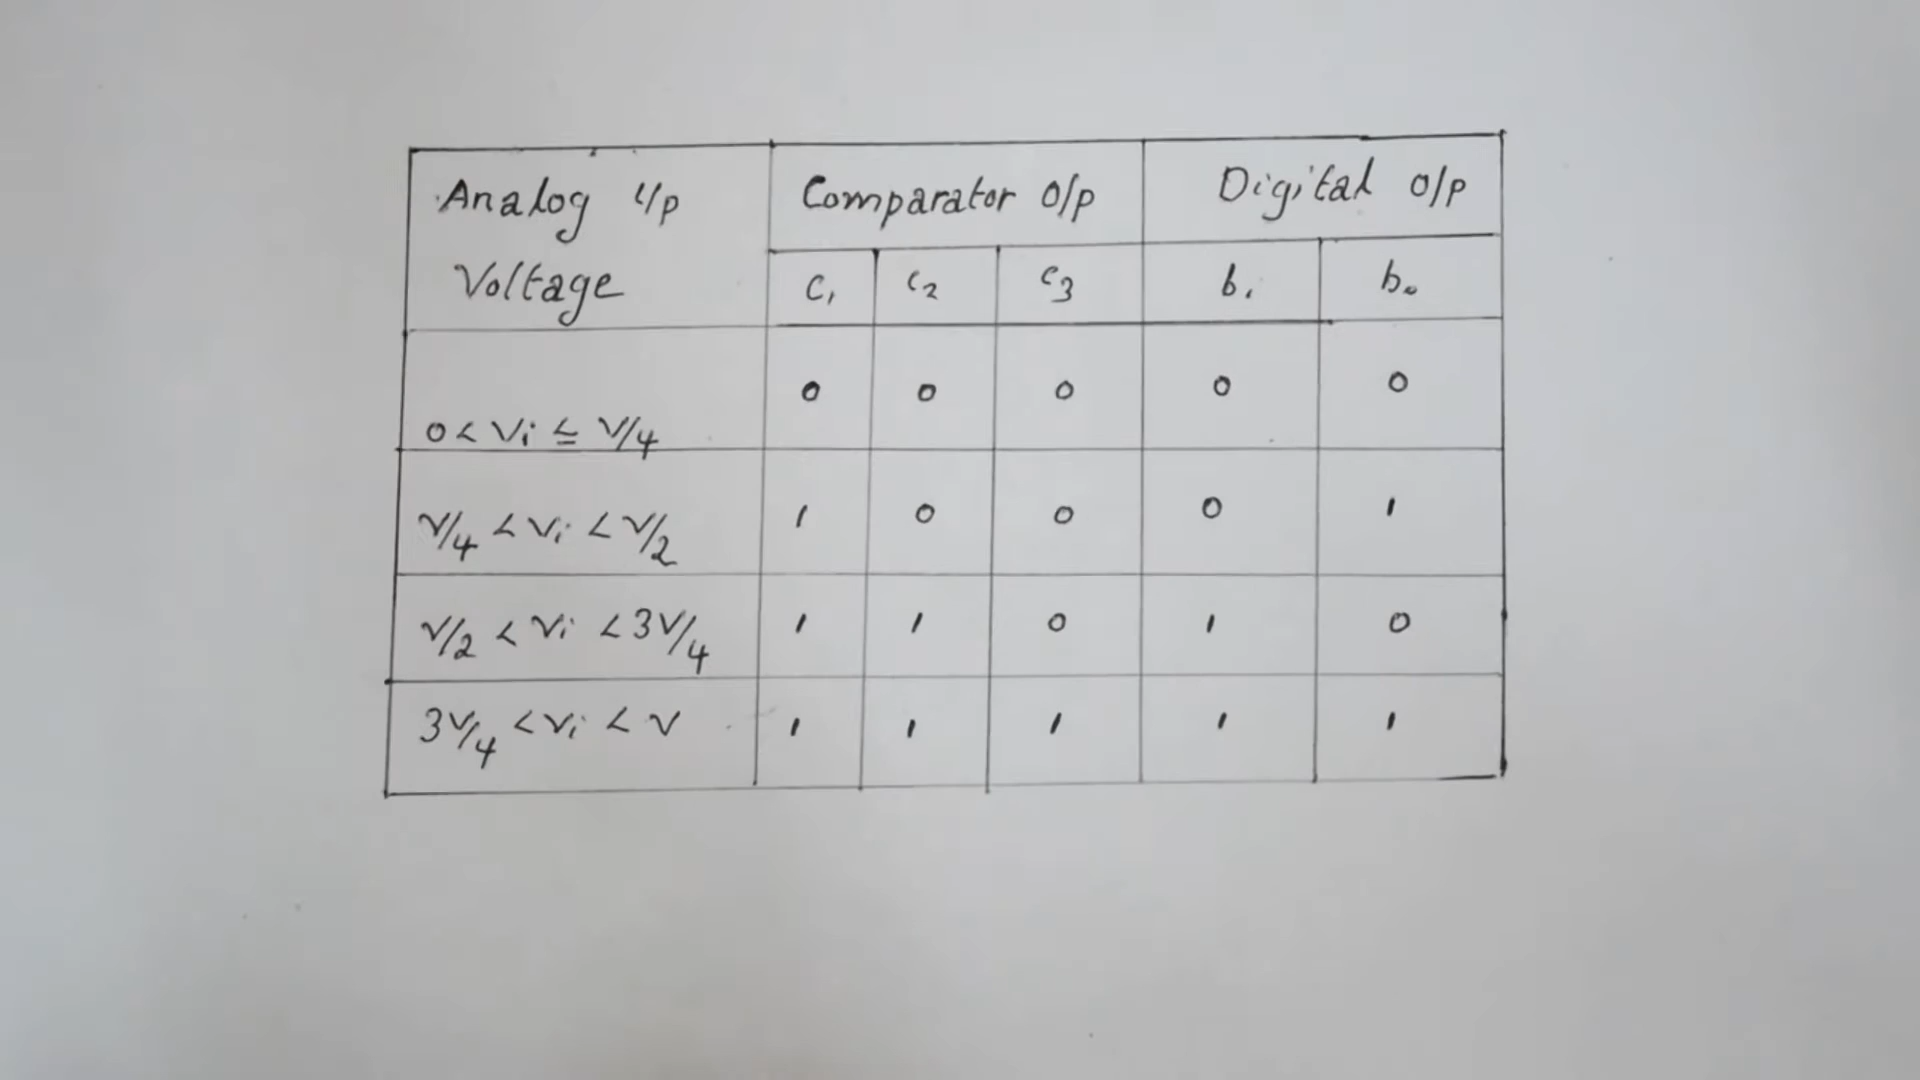 Analog i/p Comparator o/p Digital o/p
Voltage c1 c2 c3 b1 b0
0 < Vi ≤ V/4 0 0 0 0 0
V/4 < Vi < V/2 1 0 0 0 1
V/2 < Vi < 3V/4 1 1 0 1 0
3V/4 < Vi < V 1 1 1 1 1